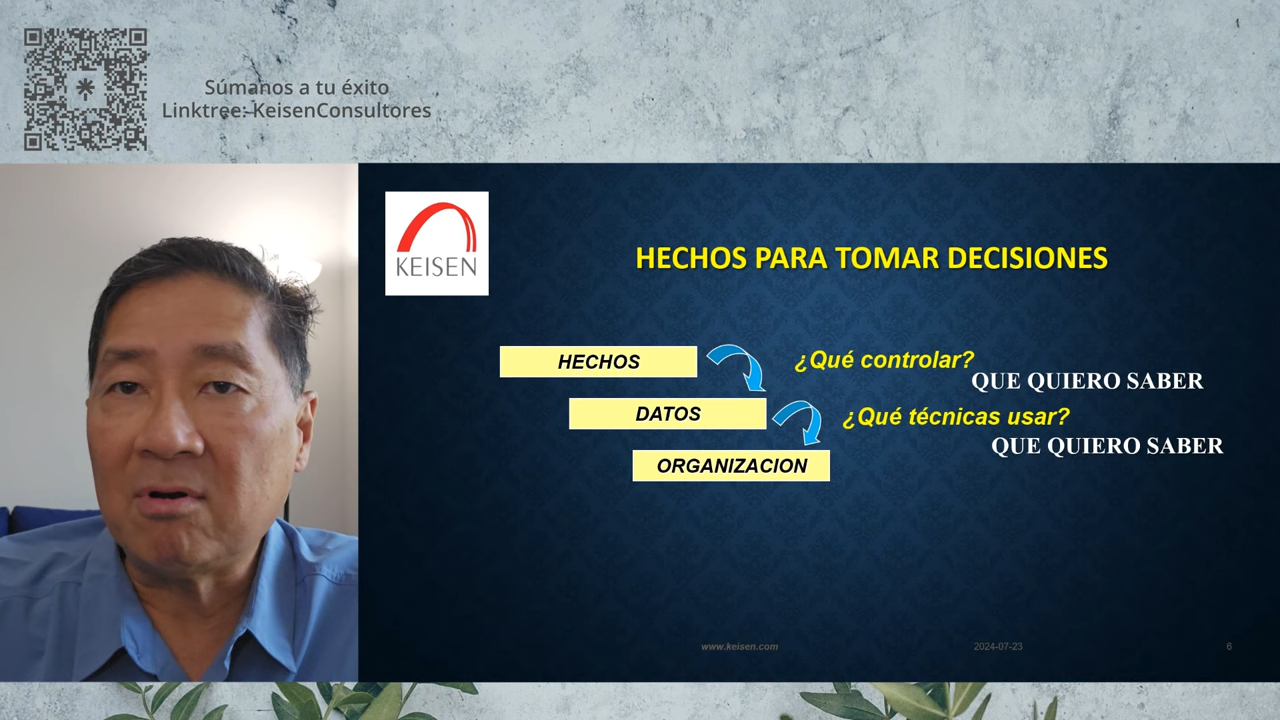 Súmanos a tu éxito
Linktree: KeisenConsultores
KEISEN
HECHOS PARA TOMAR DECISIONES
HECHOS
¿Qué controlar?
QUE QUIERO SABER
DATOS
¿Qué técnicas usar?
QUE QUIERO SABER
ORGANIZACION
www.keisen.com
2024-07-23
6